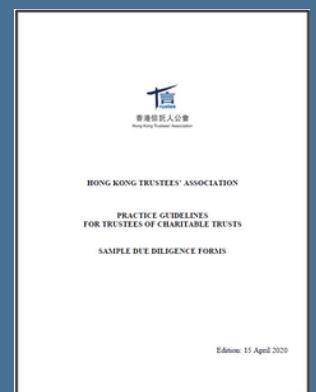 Trustee
香港信託人公會
Hong Kong Trustees' Association
HONG KONG TRUSTEES' ASSOCIATION
PRACTICE GUIDELINES
FOR TRUSTEES OF CHARITABLE TRUSTS
SAMPLE DUE DILIGENCE FORMS
Edition: 15 April 2020